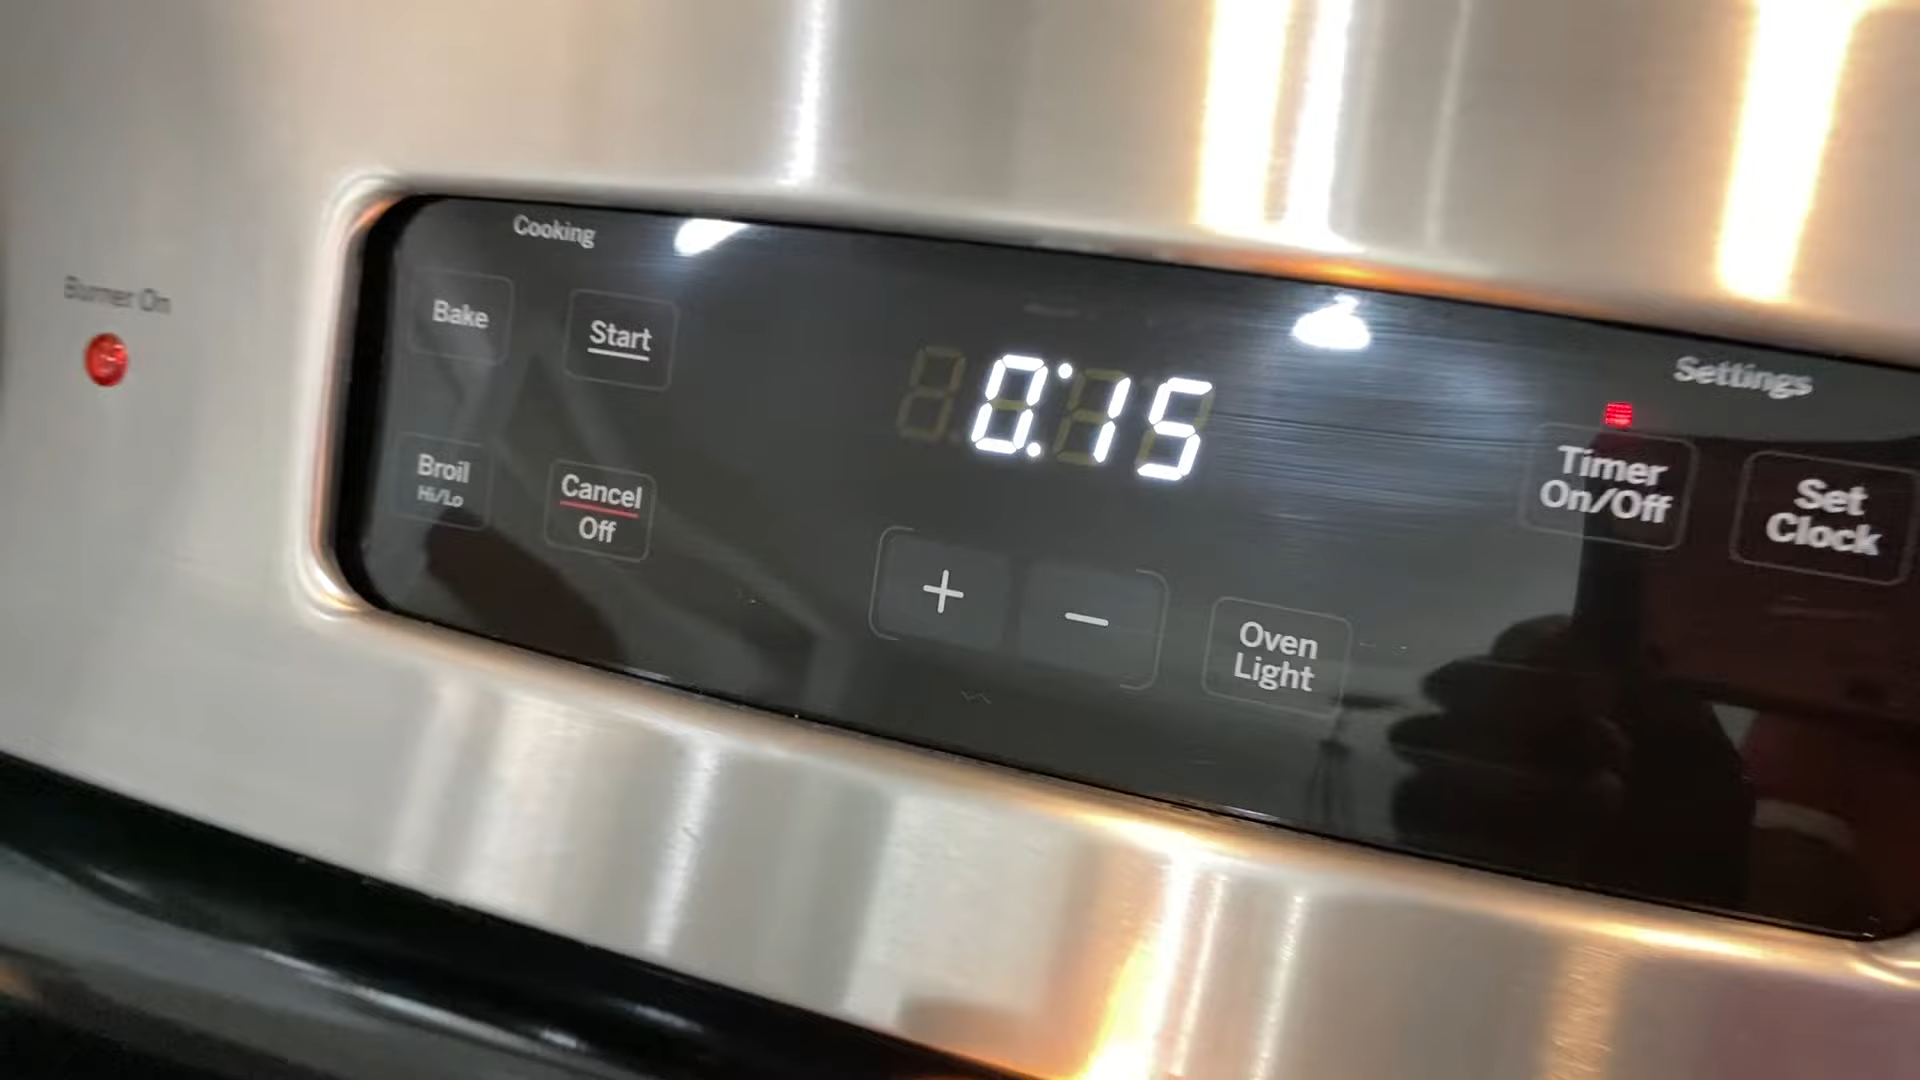 Burner On
Cooking
Bake
Start
Broil
Hi/Lo
Cancel
Off
0:15
+ −
Oven
Light
Settings
Timer
On/Off
Set
Clock